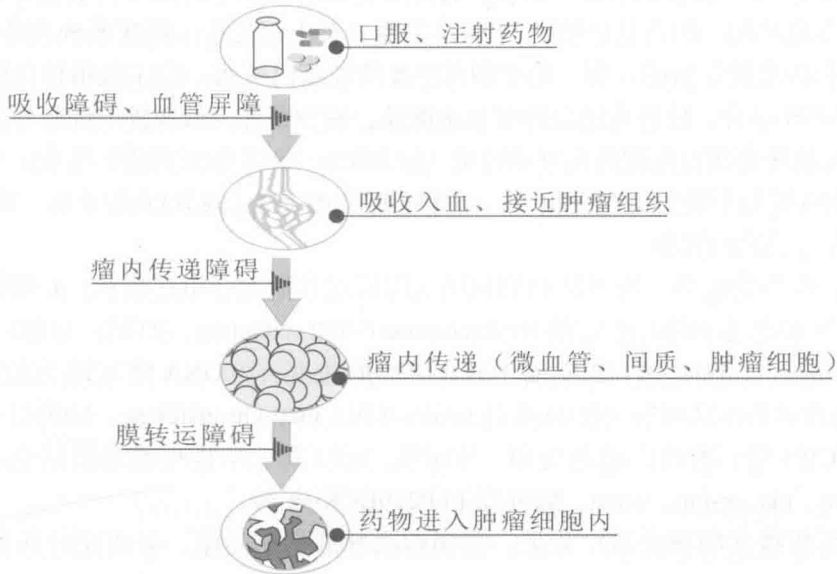 口服、注射药物
吸收障碍、血管屏障
吸收入血、接近肿瘤组织
瘤内传递障碍
瘤内传递（微血管、间质、肿瘤细胞）
膜转运障碍
药物进入肿瘤细胞内